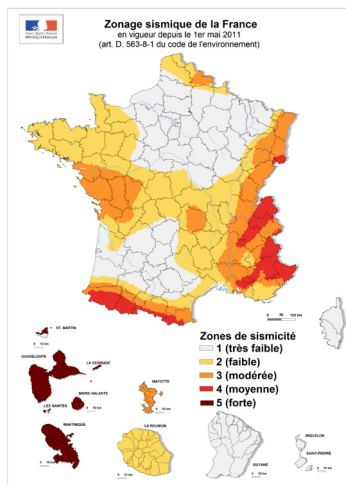 Zonage sismique de la France
en vigueur depuis le 1er mai 2011
(art. D. 563-8-1 du code de l'environnement)
RÉPUBLIQUE FRANÇAISE
Zones de sismicité
1 (très faible)
2 (faible)
3 (modérée)
4 (moyenne)
5 (forte)
ST. MARTIN
GUADELOUPE
LA DESIRADE
MARIE-GALANTE
LES SAINTES
MARTINIQUE
MAYOTTE
LA REUNION
GUYANE
MIQUELON
SAINT-PIERRE